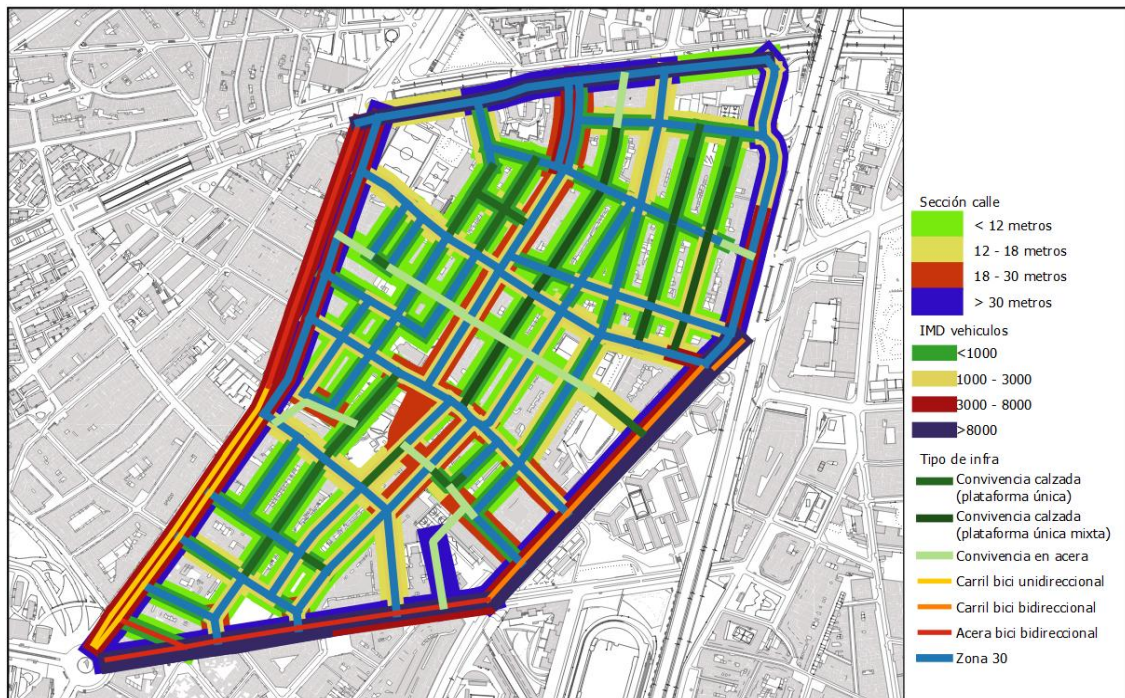 Sección calle
< 12 metros
12 - 18 metros
18 - 30 metros
> 30 metros
IMD vehiculos
<1000
1000 - 3000
3000 - 8000
>8000
Tipo de infra
Convivencia calzada
(plataforma única)
Convivencia calzada
(plataforma única mixta)
Convivencia en acera
Carril bici unidireccional
Carril bici bidireccional
Acera bici bidireccional
Zona 30